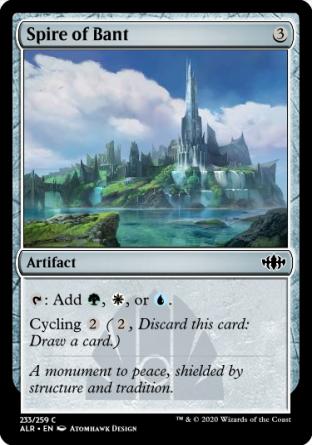 Spire of Bant 3
Artifact
: Add , , or .
Cycling 2 ( 2 , Discard this card:
Draw a card.)
A monument to peace, shielded by
structure and tradition.
233/259 C
ALR • EN Atomhawk Design
™ & © 2020 Wizards of the Coast